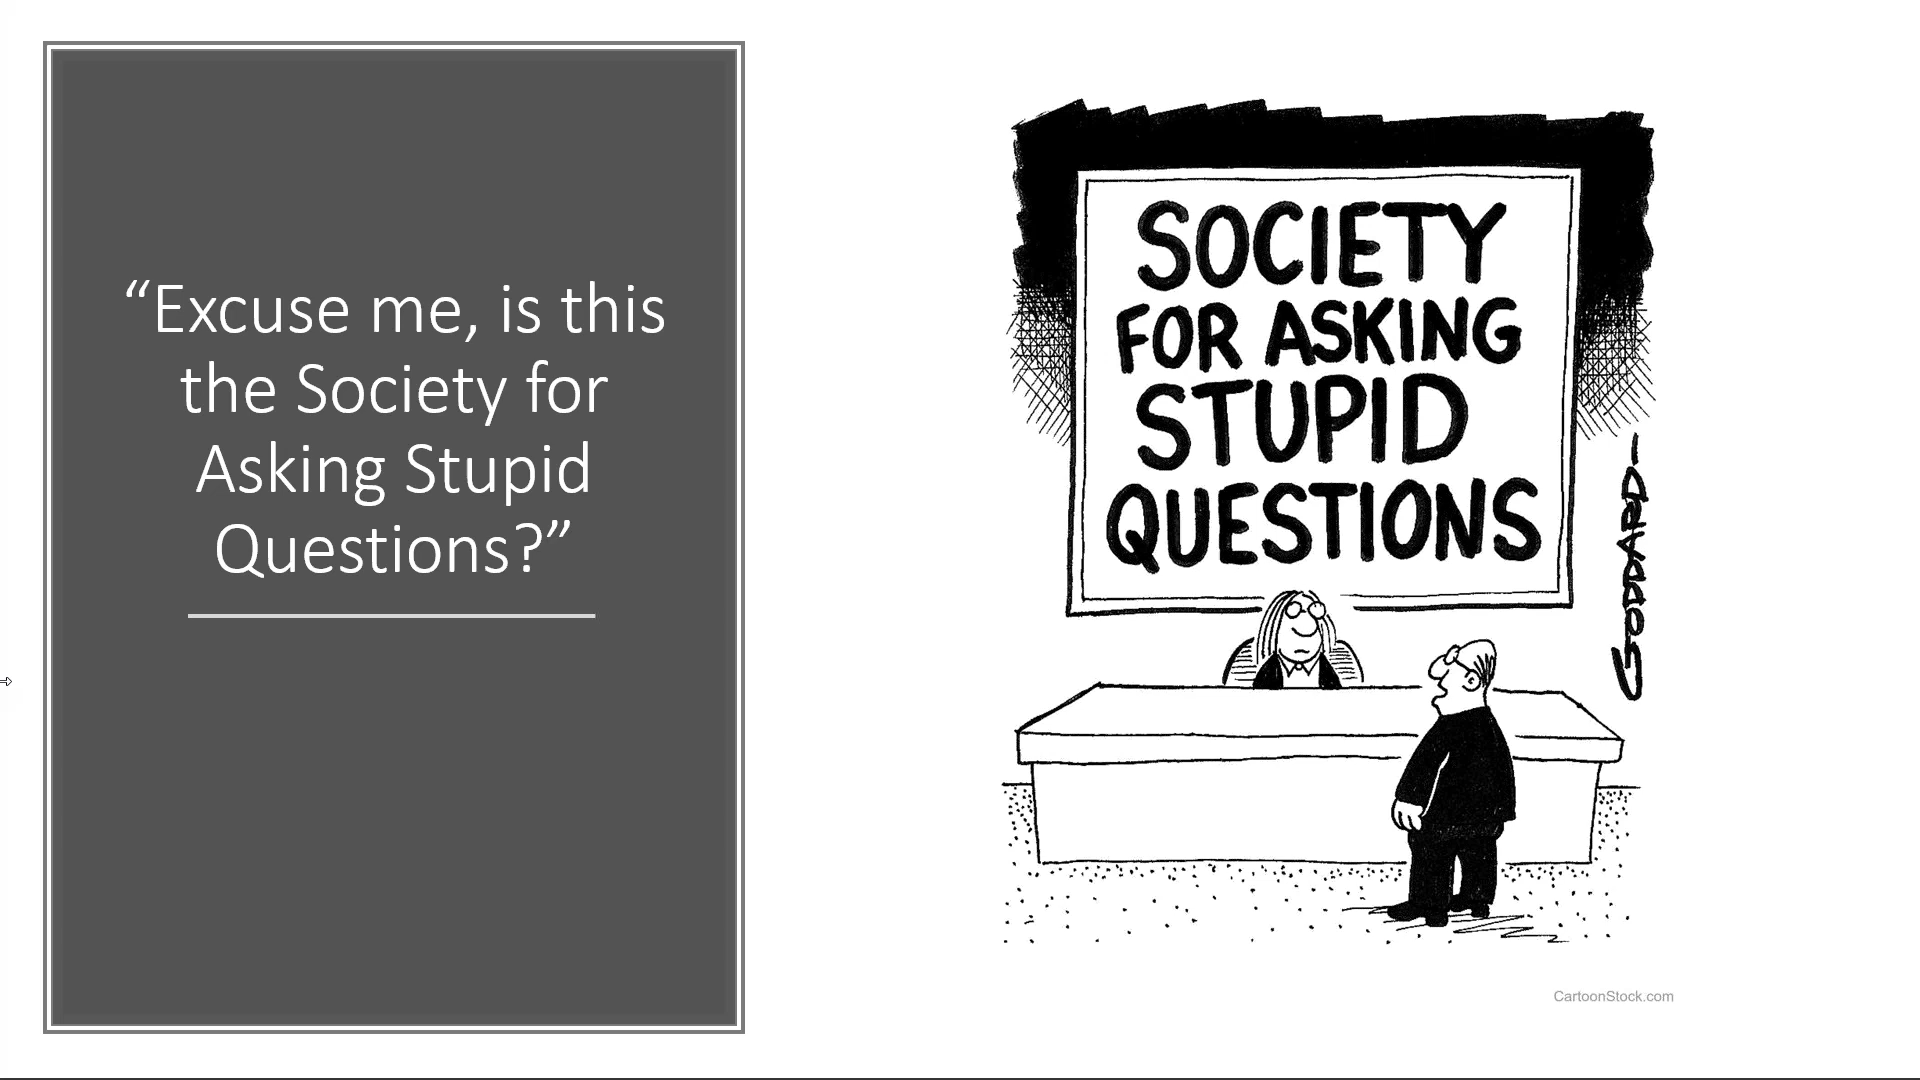 “Excuse me, is this
the Society for
Asking Stupid
Questions?”
SOCIETY
FOR ASKING
STUPID
QUESTIONS
GODDARD–
CartoonStock.com